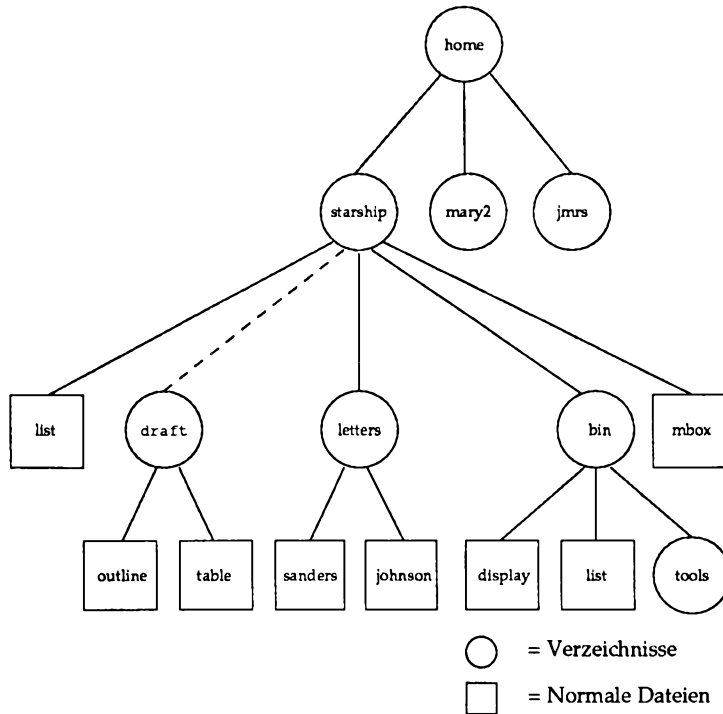 home
starship mary2 jmrs
list draft letters bin mbox
outline table sanders johnson display list tools
= Verzeichnisse
= Normale Dateien